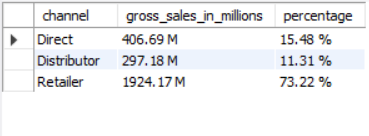 channel gross_sales_in_millions percentage
Direct 406.69 M 15.48 %
Distributor 297.18 M 11.31 %
Retailer 1924.17 M 73.22 %